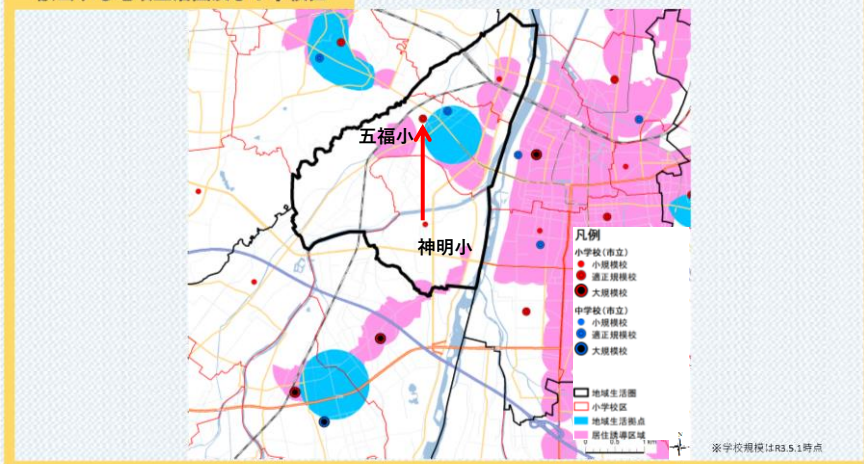 五福小
神明小
凡例
小学校(市立)
小規模校
適正規模校
大規模校
中学校(市立)
小規模校
適正規模校
大規模校
地域生活圏
小学校区
地域生活拠点
居住誘導区域
0 0.5
※学校規模はR3.5.1時点